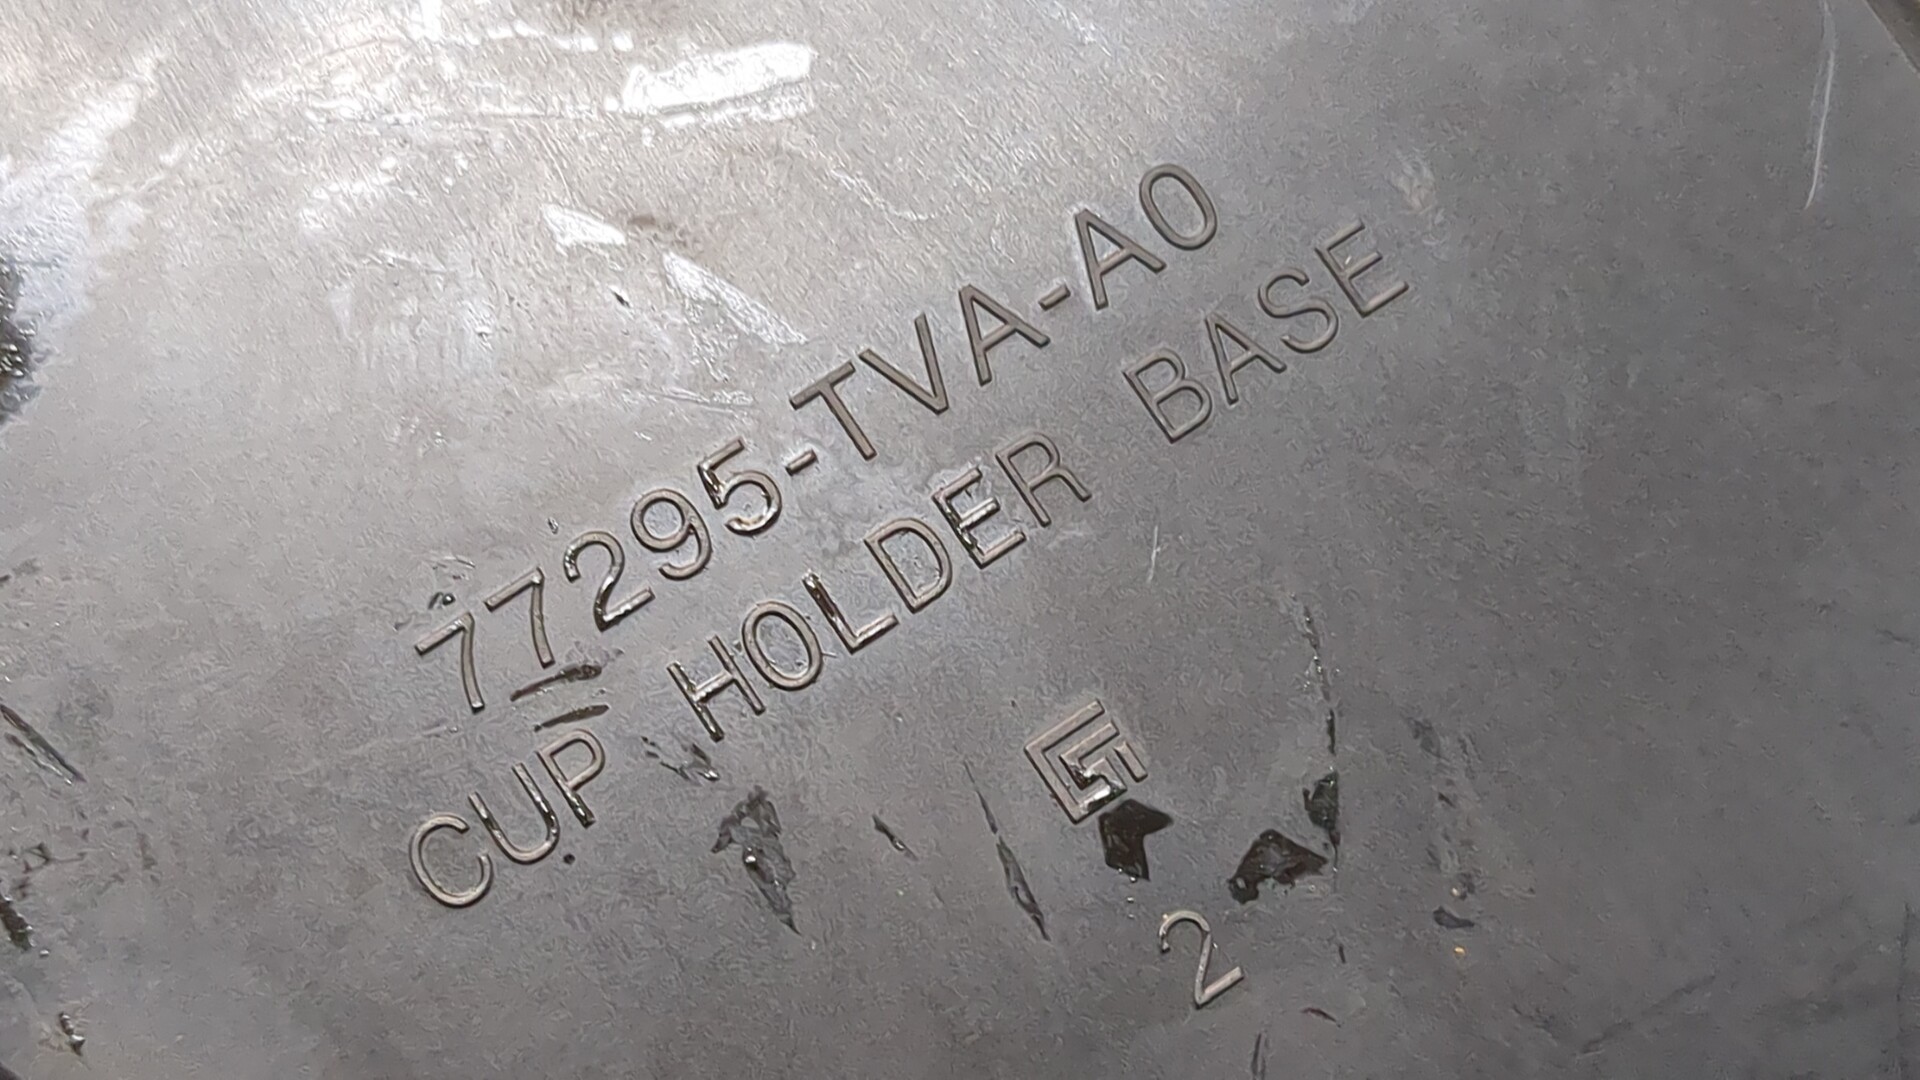 77295-TVA-A0
CUP HOLDER BASE
2